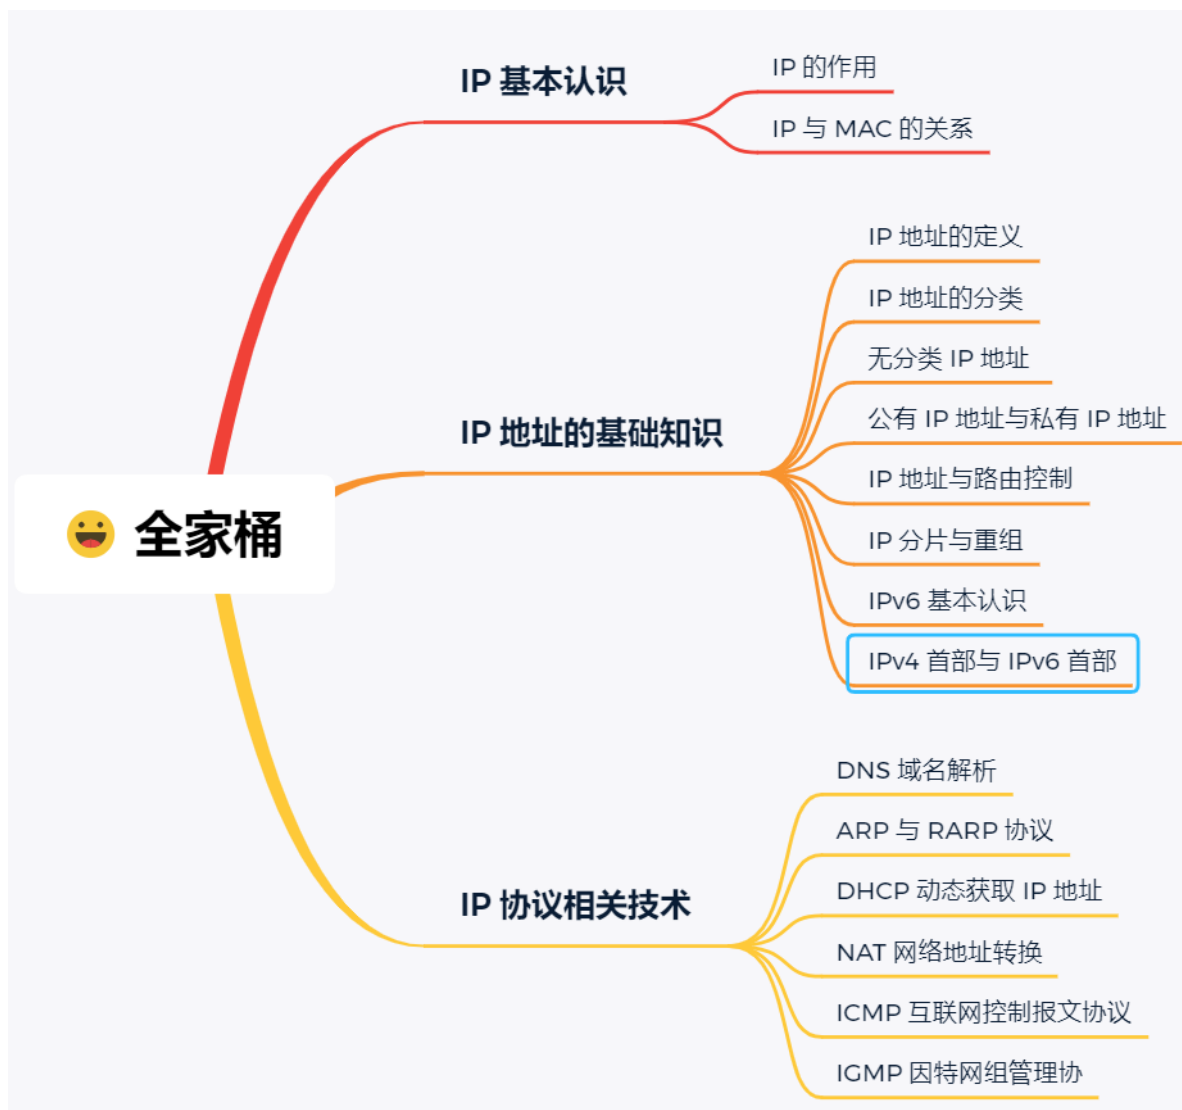 全家桶
IP 基本认识
IP 的作用
IP 与 MAC 的关系
IP 地址的基础知识
IP 地址的定义
IP 地址的分类
无分类 IP 地址
公有 IP 地址与私有 IP 地址
IP 地址与路由控制
IP 分片与重组
IPv6 基本认识
IPv4 首部与 IPv6 首部
IP 协议相关技术
DNS 域名解析
ARP 与 RARP 协议
DHCP 动态获取 IP 地址
NAT 网络地址转换
ICMP 互联网控制报文协议
IGMP 因特网组管理协